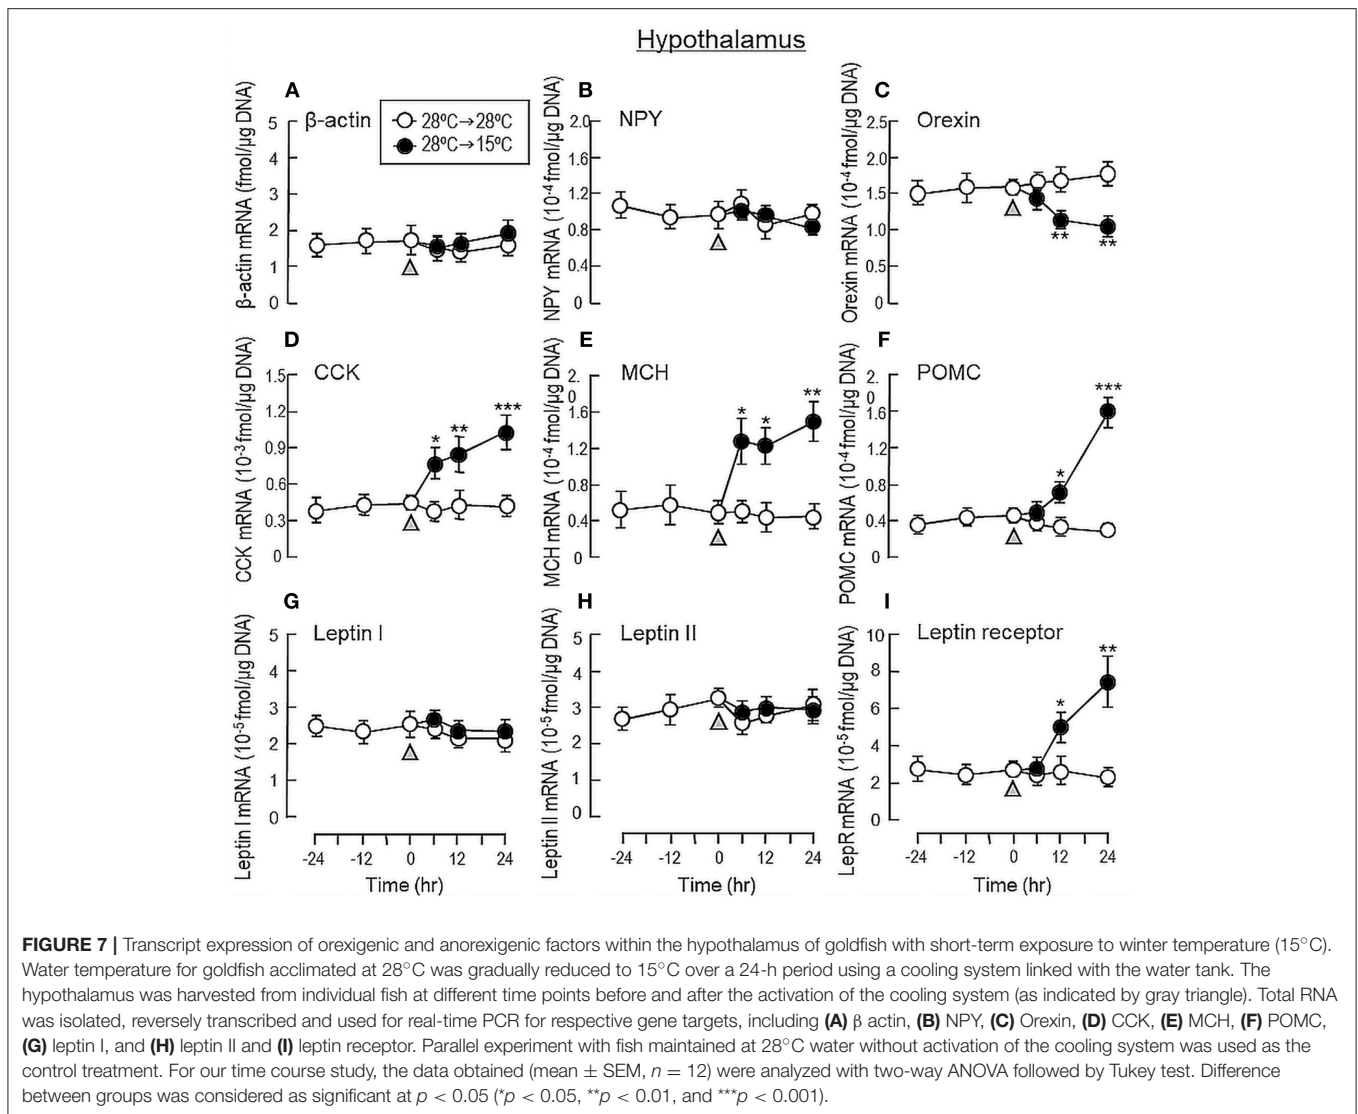 Hypothalamus
A
β-actin
28ºC→28ºC
28ºC→15ºC
β-actin mRNA (fmol/µg DNA)
5
4
3
2
1
0
B
NPY
NPY mRNA (10-4 fmol/µg DNA)
2.0
1.6
1.2
0.8
0.4
0
C
Orexin
Orexin mRNA (10-4 fmol/µg DNA)
2.5
2.0
1.5
1.0
0.5
0
**
**
D
CCK
CCK mRNA (10-3 fmol/µg DNA)
1.5
1.2
0.9
0.6
0.3
0
*
**
***
E
MCH
MCH mRNA (10-4 fmol/µg DNA)
2.
0
1.6
1.2
0.8
0.4
0
*
*
**
F
POMC
POMC mRNA (10-4 fmol/µg DNA)
2.
0
1.6
1.2
0.8
0.4
0
*
***
G
Leptin I
Leptin I mRNA (10-5 fmol/µg DNA)
5
4
3
2
1
0
-24 -12 0 12 24
Time (hr)
H
Leptin II
Leptin II mRNA (10-5 fmol/µg DNA)
5
4
3
2
1
0
-24 -12 0 12 24
Time (hr)
I
Leptin receptor
LepR mRNA (10-5 fmol/µg DNA)
10
8
6
4
2
0
*
**
-24 -12 0 12 24
Time (hr)
FIGURE 7 | Transcript expression of orexigenic and anorexigenic factors within the hypothalamus of goldfish with short-term exposure to winter temperature (15°C).
Water temperature for goldfish acclimated at 28°C was gradually reduced to 15°C over a 24-h period using a cooling system linked with the water tank. The
hypothalamus was harvested from individual fish at different time points before and after the activation of the cooling system (as indicated by gray triangle). Total RNA
was isolated, reversely transcribed and used for real-time PCR for respective gene targets, including (A) β actin, (B) NPY, (C) Orexin, (D) CCK, (E) MCH, (F) POMC,
(G) leptin I, and (H) leptin II and (I) leptin receptor. Parallel experiment with fish maintained at 28°C water without activation of the cooling system was used as the
control treatment. For our time course study, the data obtained (mean ± SEM, n = 12) were analyzed with two-way ANOVA followed by Tukey test. Difference
between groups was considered as significant at p < 0.05 (*p < 0.05, **p < 0.01, and ***p < 0.001).